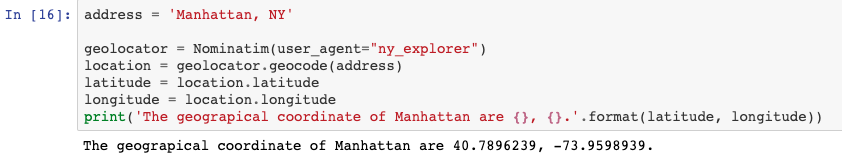 In [16]: address = 'Manhattan, NY'
geolocator = Nominatim(user_agent="ny_explorer")
location = geolocator.geocode(address)
latitude = location.latitude
longitude = location.longitude
print('The geograpical coordinate of Manhattan are {}, {}.'.format(latitude, longitude))
The geograpical coordinate of Manhattan are 40.7896239, -73.9598939.